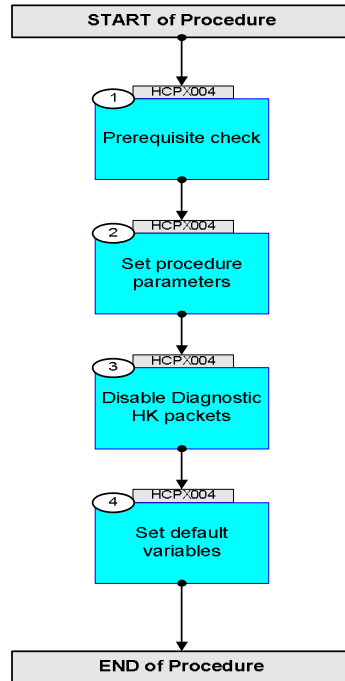 START of Procedure
HCPX004
1
Prerequisite check
HCPX004
2
Set procedure
parameters
HCPX004
3
Disable Diagnostic
HK packets
HCPX004
4
Set default
variables
END of Procedure